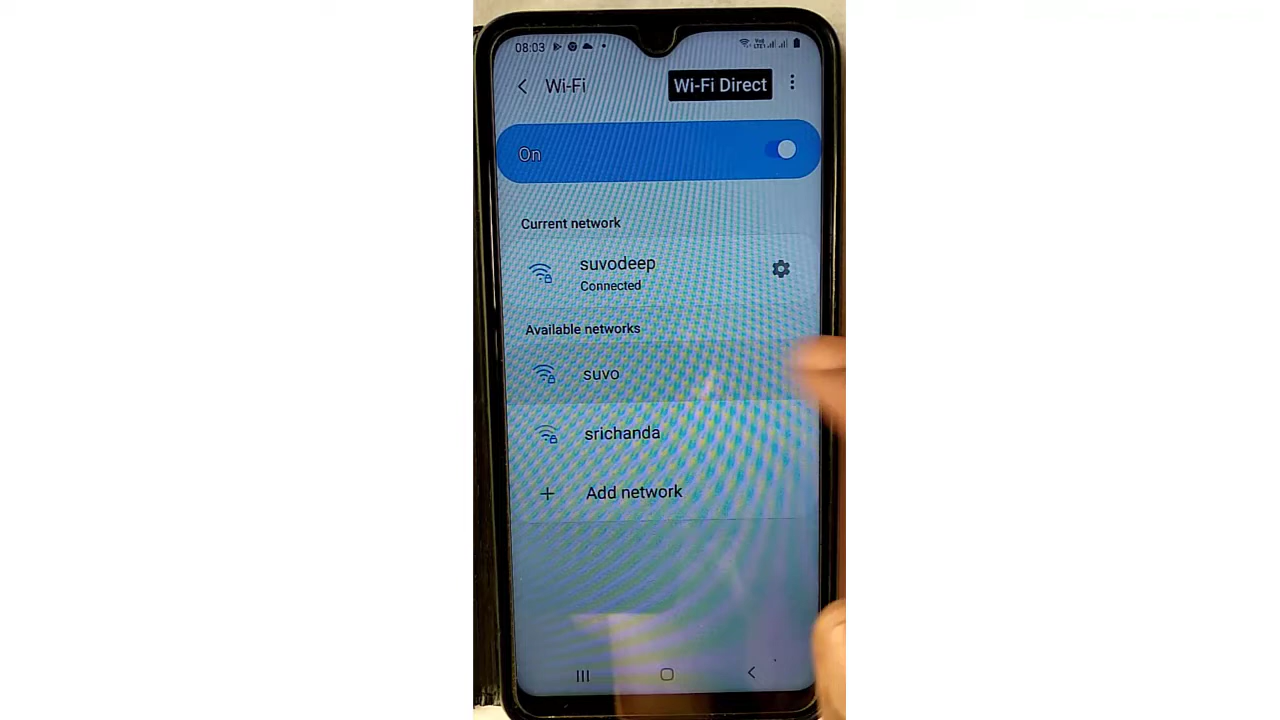 08:03
Wi-Fi
Wi-Fi Direct
On
Current network
suvodeep
Connected
Available networks
suvo
srichanda
Add network